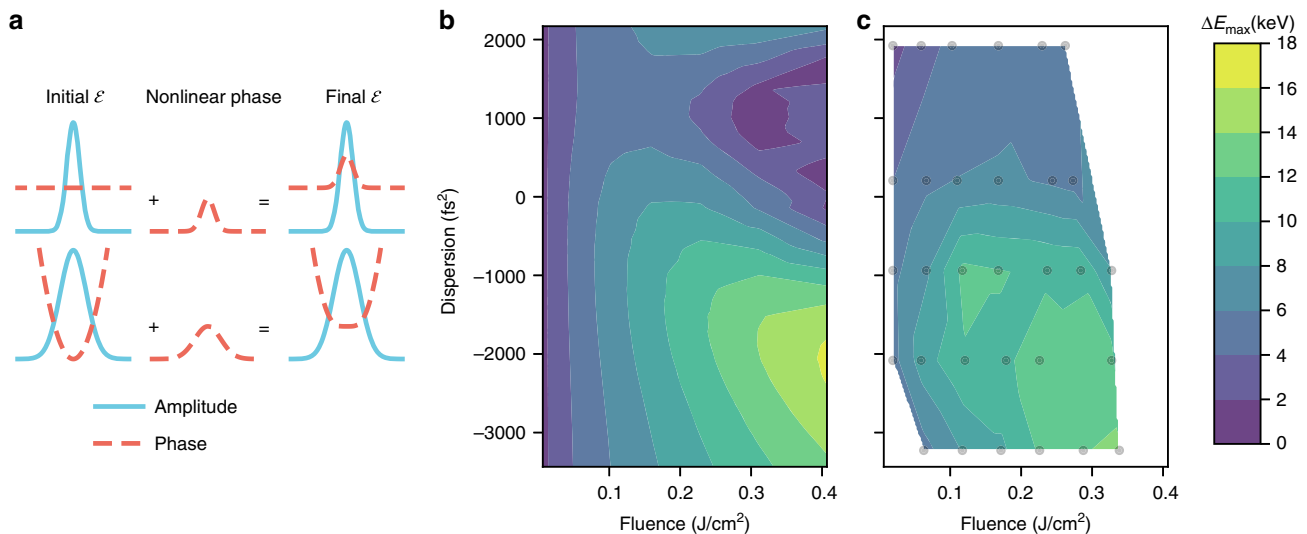 a
Initial ℰ
Nonlinear phase
Final ℰ
+
=
+
=
Amplitude
Phase
b
2000
1000
0
−1000
−2000
−3000
Dispersion (fs²)
0.1
0.2
0.3
0.4
Fluence (J/cm²)
c
0.1
0.2
0.3
0.4
Fluence (J/cm²)
ΔEmax(keV)
18
16
14
12
10
8
6
4
2
0